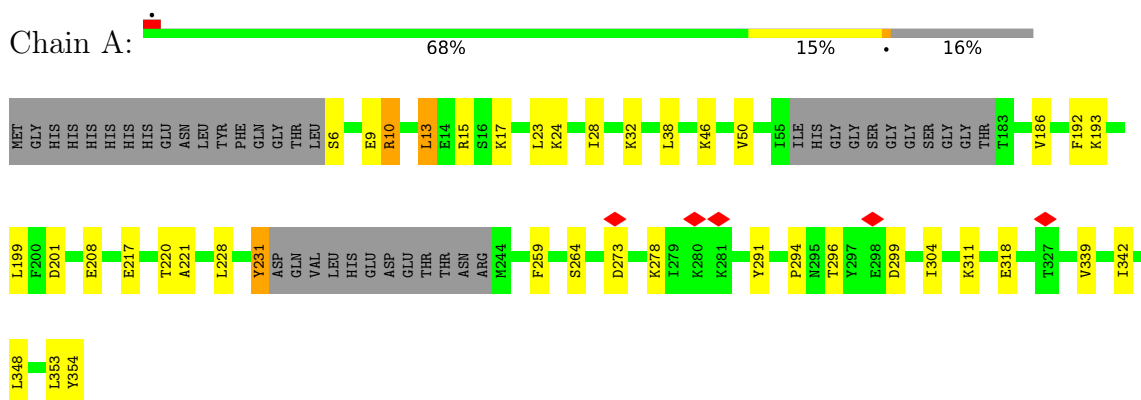 Chain A:
68% 15% • 16%
MET GLY HIS HIS HIS HIS HIS HIS GLU ASN LEU TYR PHE GLN GLY THR LEU S6 E9 R10 L13 E14 R15 S16 K17 L23 K24 I28 K32 L38 K46 V50 I55 ILE HIS GLY GLY SER GLY GLY SER GLY GLY THR T183 V186 F192 K193
L199 F200 D201 E208 E217 T220 A221 L228 Y231 ASP GLN VAL LEU HIS GLU ASP GLU THR THR ASN ARG M244 F259 S264 D273 K278 I279 K280 K281 Y291 P294 N295 T296 Y297 E298 D299 I304 K311 E318 T327 V339 I342
L348 L353 Y354